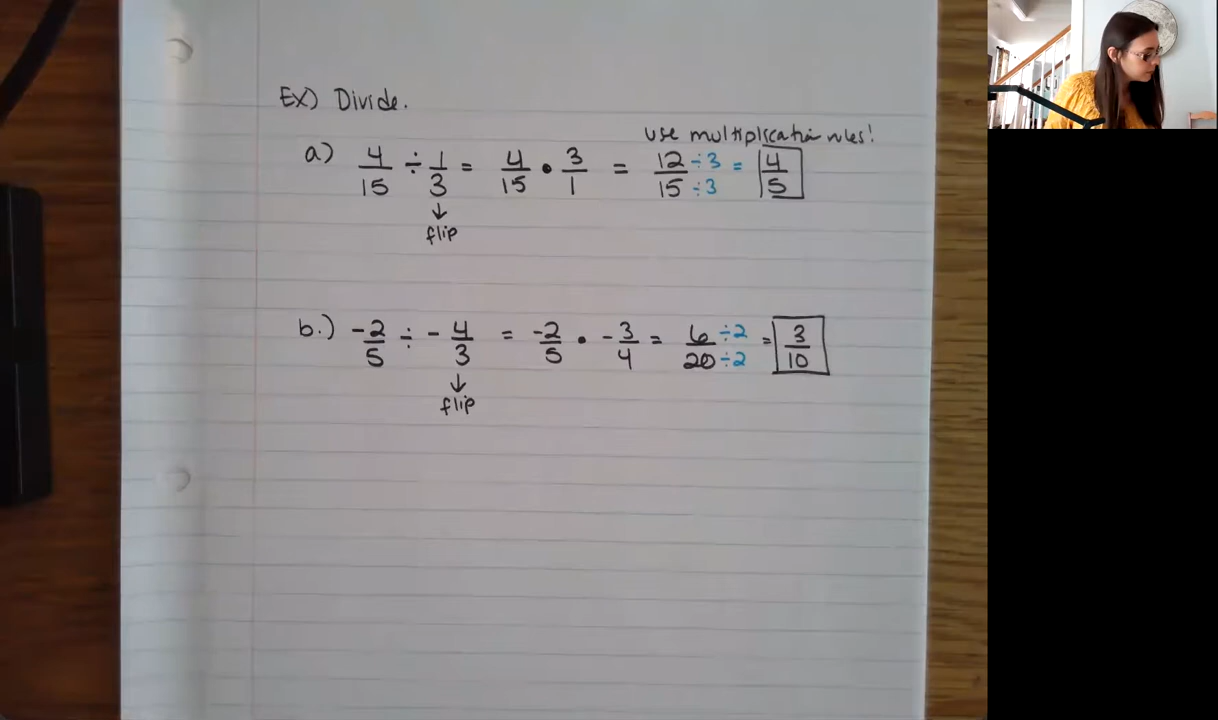 Ex) Divide.
use multiplication rules!
a) 4/15 ÷ 1/3 = 4/15 • 3/1 = 12/15 ÷3/÷3 = 4/5
↓
flip
b.) -2/5 ÷ -4/3 = -2/5 • -3/4 = 6/20 ÷2/÷2 = 3/10
↓
flip